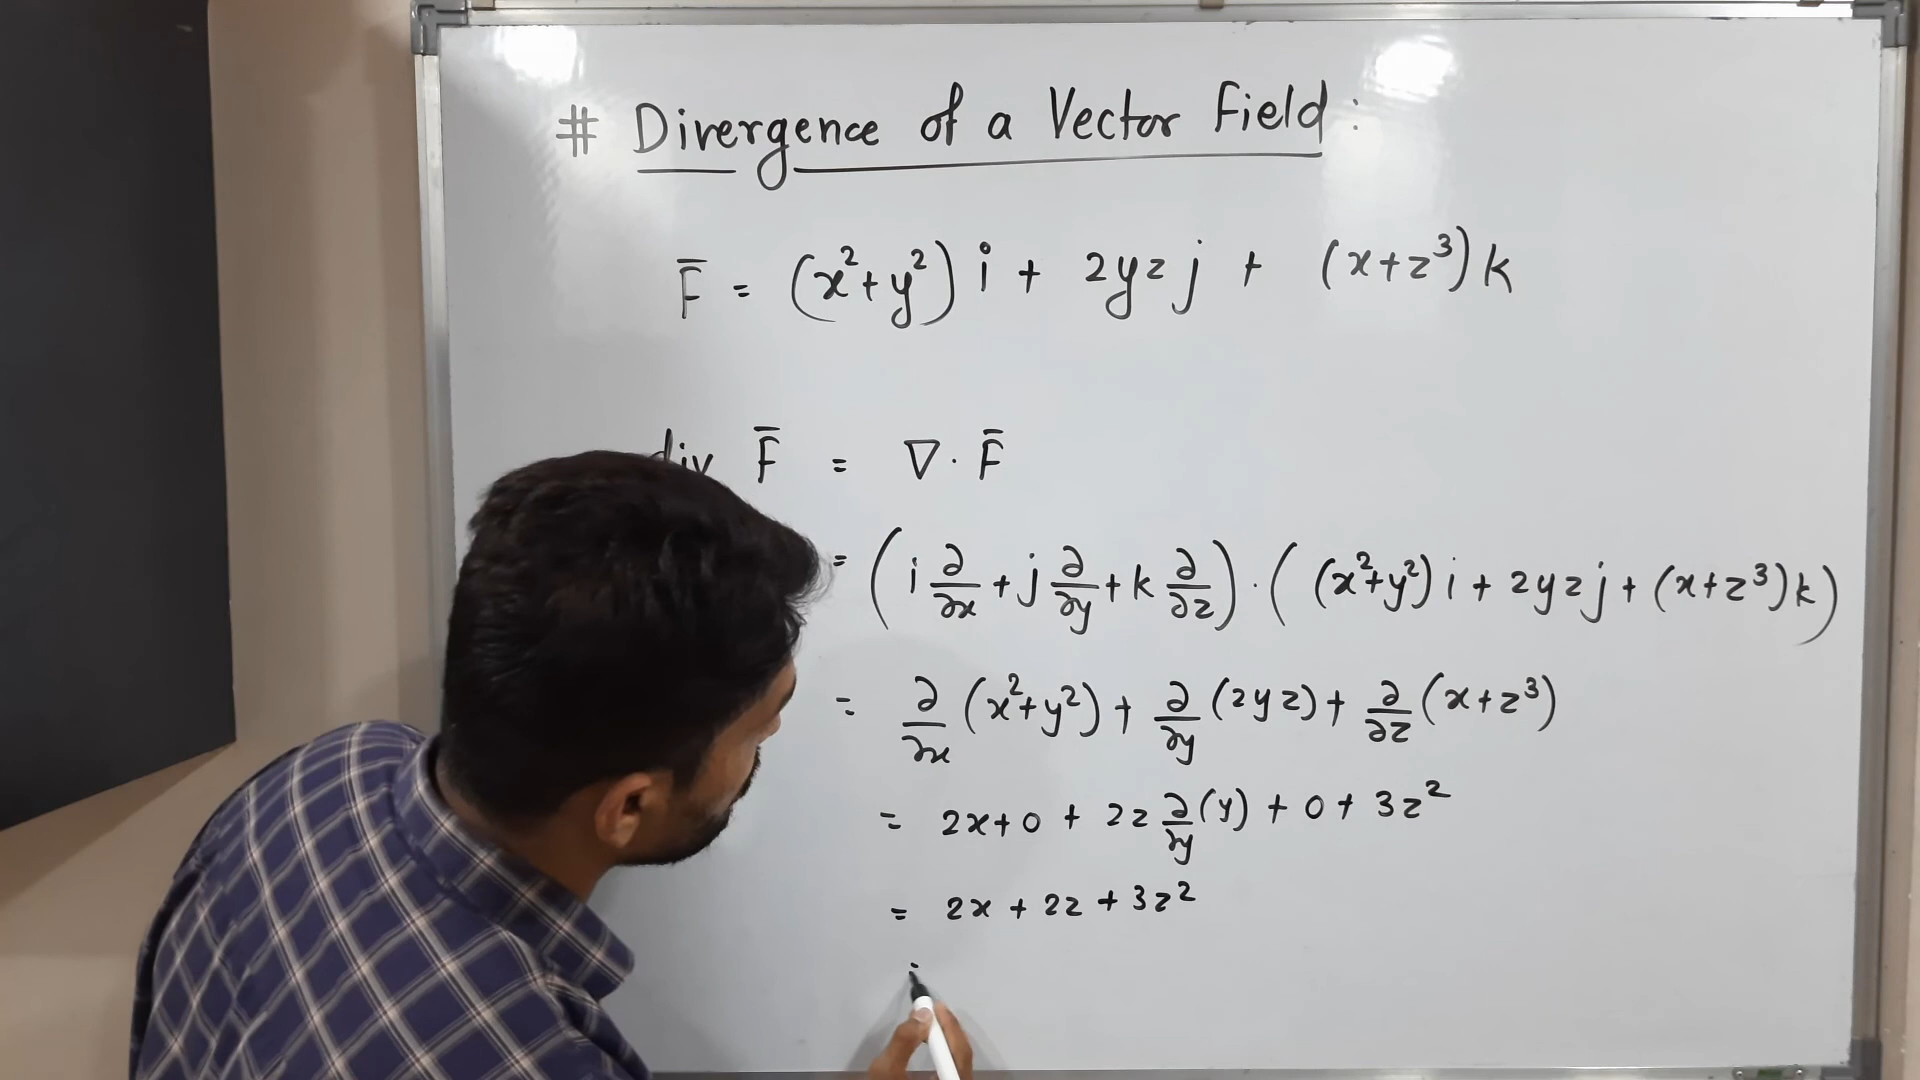 # Divergence of a Vector Field:
F̄ = (x²+y²) i + 2yz j + (x+z³) k
div F̄ = ∇ · F̄
= (i ∂/∂x + j ∂/∂y + k ∂/∂z) · ( (x²+y²) i + 2yz j + (x+z³) k )
= ∂/∂x (x²+y²) + ∂/∂y (2yz) + ∂/∂z (x+z³)
= 2x+0 + 2z ∂/∂y (y) + 0 + 3z²
= 2x + 2z + 3z²